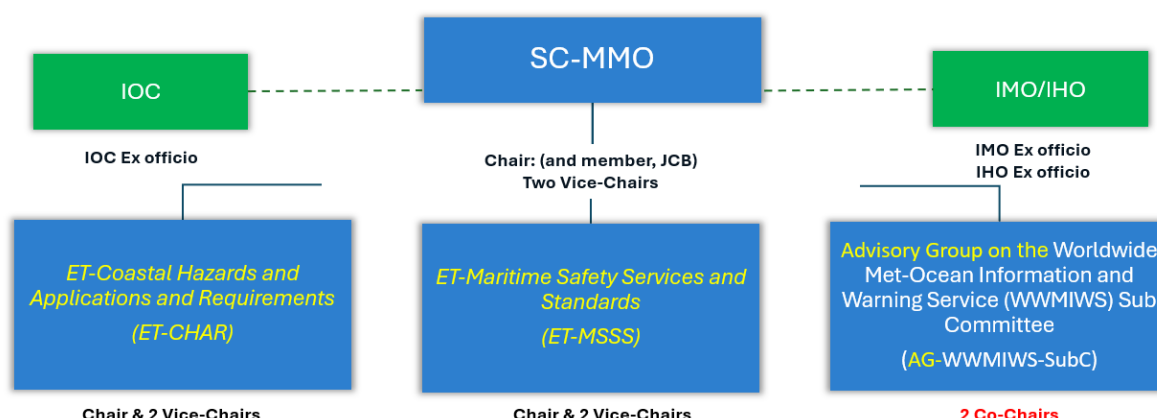 SC-MMO
IOC
IMO/IHO
IOC Ex officio
Chair: (and member, JCB)
Two Vice-Chairs
IMO Ex officio
IHO Ex officio
ET-Coastal Hazards and
Applications and Requirements
(ET-CHAR)
ET-Maritime Safety Services and
Standards
(ET-MSSS)
Advisory Group on the Worldwide
Met-Ocean Information and
Warning Service (WWMIWS) Sub
Committee
(AG-WWMIWS-SubC)
Chair & 2 Vice-Chairs
Chair & 2 Vice-Chairs
2 Co-Chairs